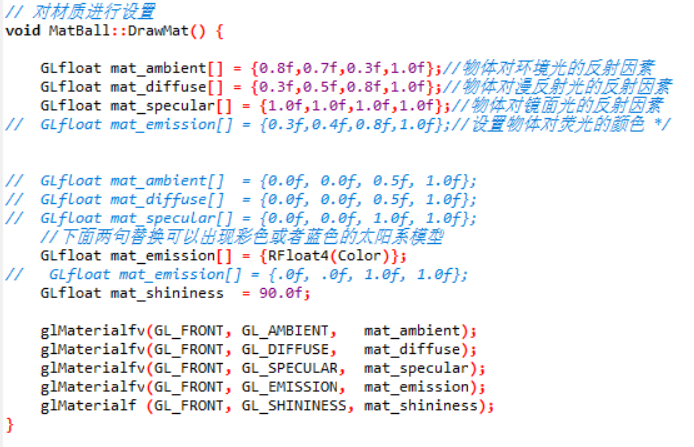 // 对材质进行设置
void MatBall::DrawMat() {
GLfloat mat_ambient[] = {0.8f,0.7f,0.3f,1.0f};//物体对环境光的反射因素
GLfloat mat_diffuse[] = {0.3f,0.5f,0.8f,1.0f};//物体对漫反射光的反射因素
GLfloat mat_specular[] = {1.0f,1.0f,1.0f,1.0f};//物体对镜面光的反射因素
//  GLfloat mat_emission[] = {0.3f,0.4f,0.8f,1.0f};//设置物体对荧光的颜色 */
//  GLfloat mat_ambient[]  = {0.0f, 0.0f, 0.5f, 1.0f};
//  GLfloat mat_diffuse[]  = {0.0f, 0.0f, 0.5f, 1.0f};
//  GLfloat mat_specular[] = {0.0f, 0.0f, 1.0f, 1.0f};
//下面两句替换可以出现彩色或者蓝色的太阳系模型
GLfloat mat_emission[] = {RFloat4(Color)};
//   GLfloat mat_emission[] = {.0f, .0f, 1.0f, 1.0f};
GLfloat mat_shininess  = 90.0f;
glMaterialfv(GL_FRONT, GL_AMBIENT,   mat_ambient);
glMaterialfv(GL_FRONT, GL_DIFFUSE,   mat_diffuse);
glMaterialfv(GL_FRONT, GL_SPECULAR,  mat_specular);
glMaterialfv(GL_FRONT, GL_EMISSION,  mat_emission);
glMaterialf (GL_FRONT, GL_SHININESS, mat_shininess);
}